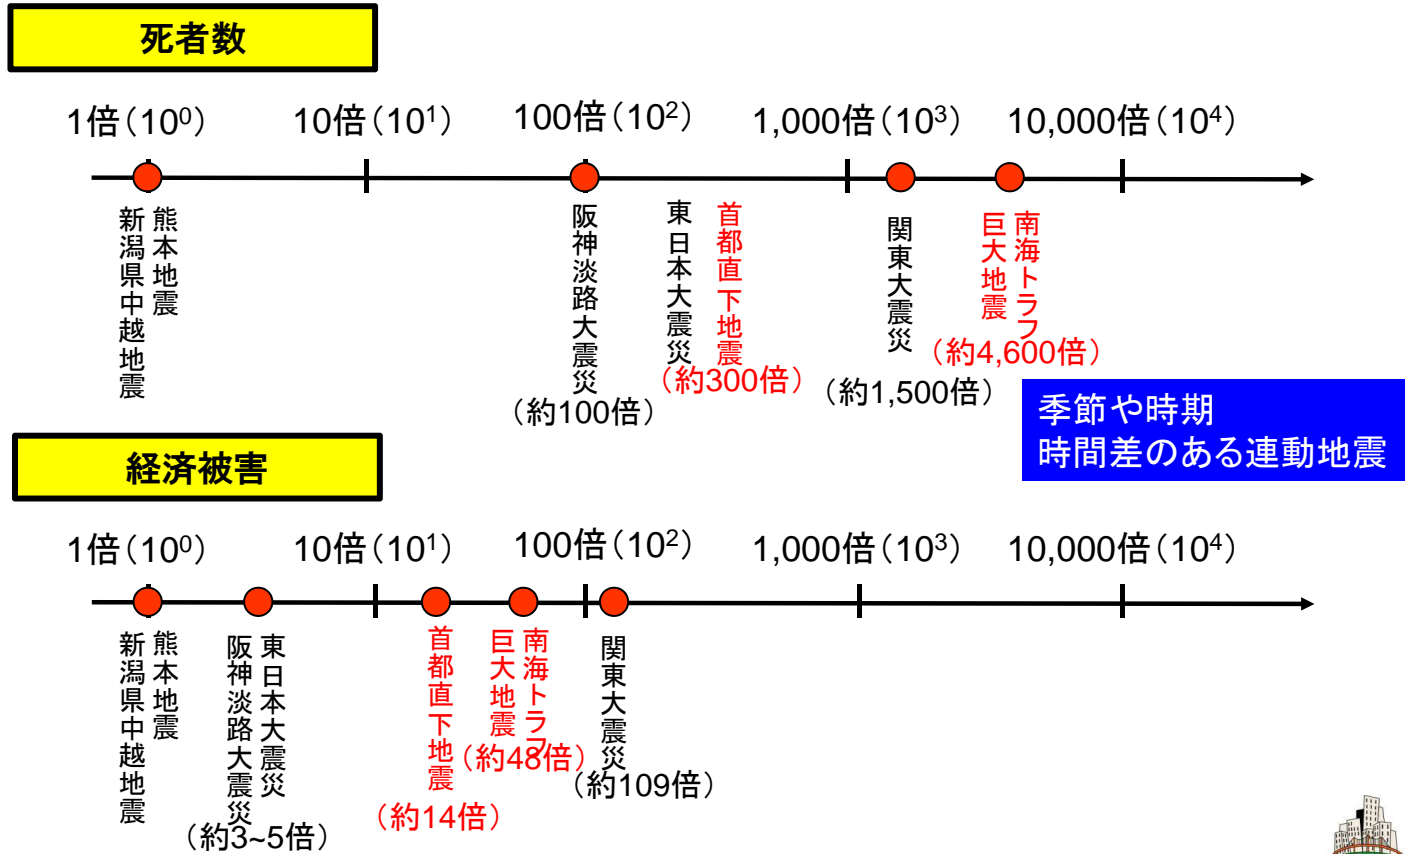 死者数
1倍(10⁰)
10倍(10¹)
100倍(10²)
1,000倍(10³)
10,000倍(10⁴)
熊本地震
新潟県中越地震
阪神淡路大震災
(約100倍)
東日本大震災
首都直下地震
(約300倍)
関東大震災
(約1,500倍)
南海トラフ
巨大地震
(約4,600倍)
季節や時期
時間差のある連動地震
経済被害
1倍(10⁰)
10倍(10¹)
100倍(10²)
1,000倍(10³)
10,000倍(10⁴)
熊本地震
新潟県中越地震
東日本大震災
阪神淡路大震災
(約3~5倍)
首都直下地震
(約14倍)
南海トラフ
巨大地震
(約48倍)
関東大震災
(約109倍)